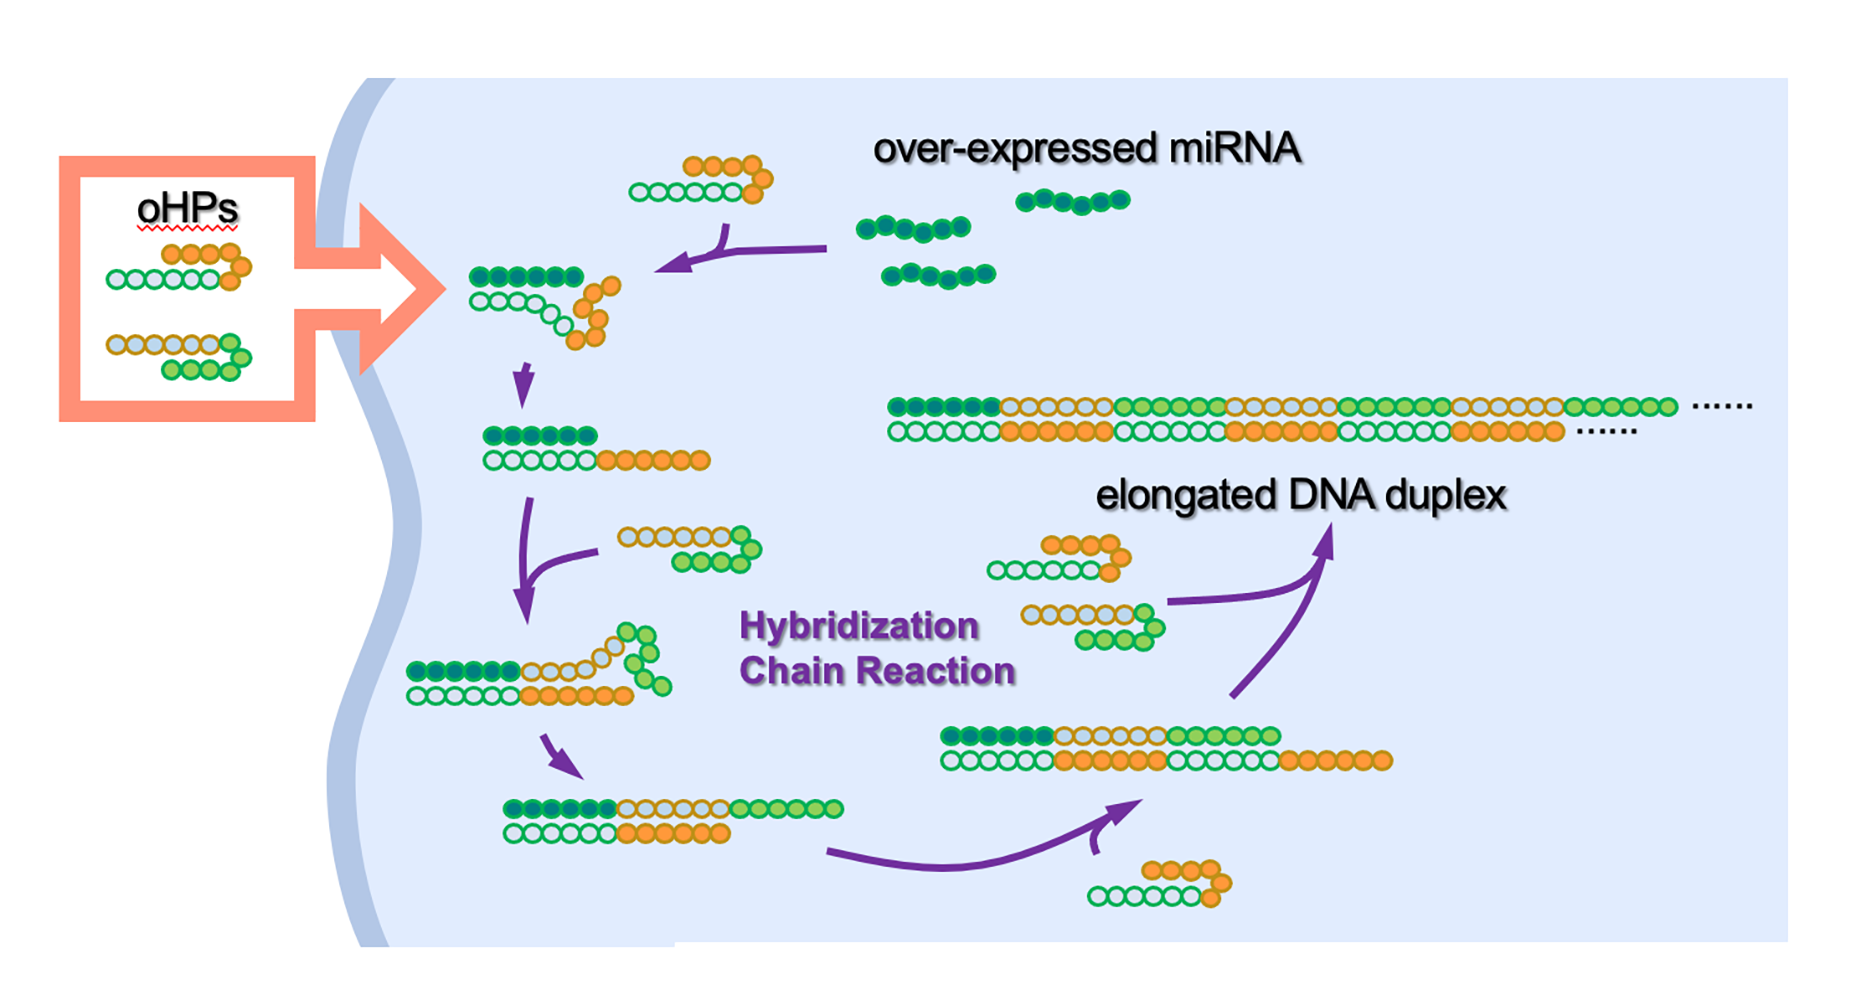 over-expressed miRNA
oHPs
......
......
elongated DNA duplex
Hybridization
Chain Reaction